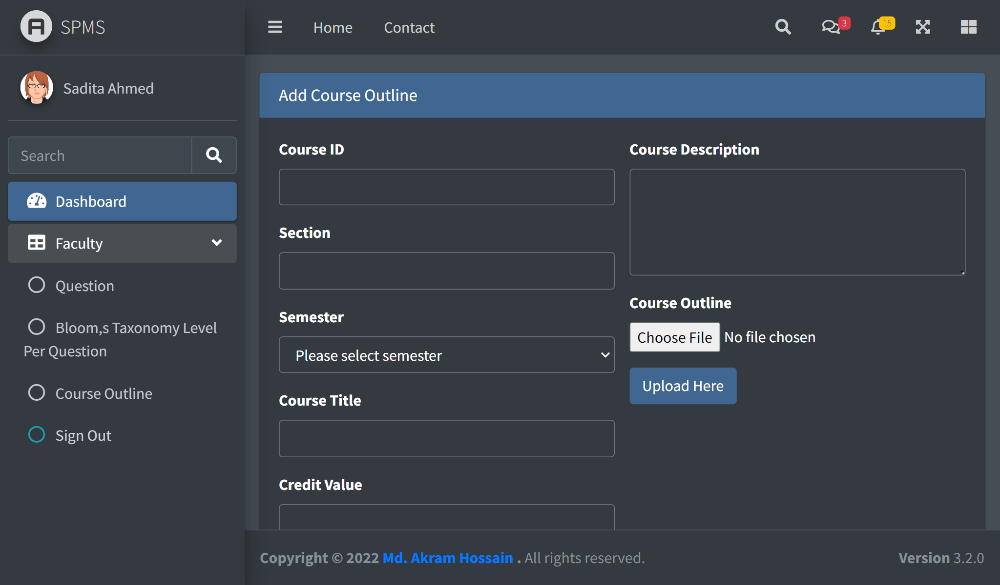 SPMS
Home
Contact
3
15
Sadita Ahmed
Search
Dashboard
Faculty
Question
Bloom,s Taxonomy Level
Per Question
Course Outline
Sign Out
Add Course Outline
Course ID
Section
Semester
Please select semester
Course Title
Credit Value
Course Description
Course Outline
Choose File No file chosen
Upload Here
Copyright © 2022 Md. Akram Hossain . All rights reserved.
Version 3.2.0